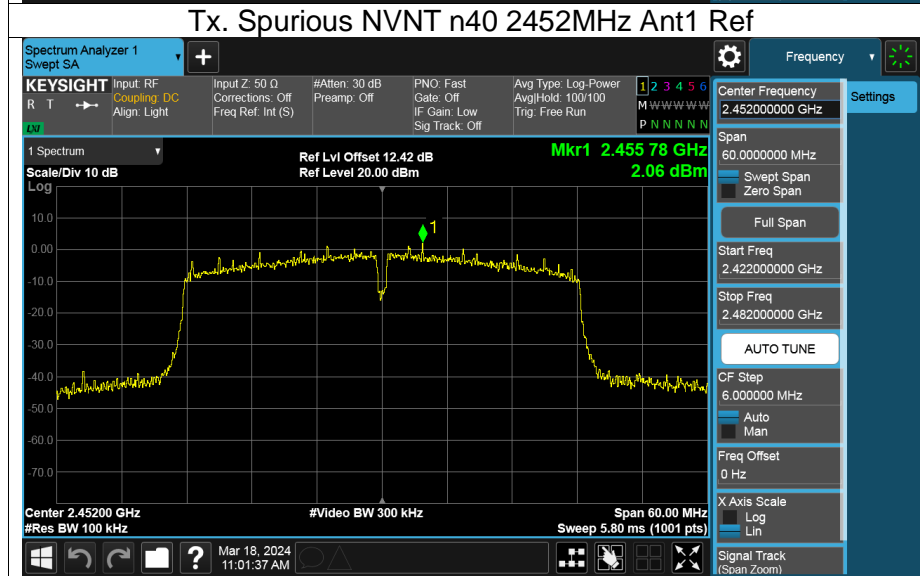 Tx. Spurious NVNT n40 2452MHz Ant1 Ref
Spectrum Analyzer 1
Swept SA
Frequency
KEYSIGHT
R T
LXI
Input: RF
Coupling: DC
Align: Light
Input Z: 50 Ω
Corrections: Off
Freq Ref: Int (S)
#Atten: 30 dB
Preamp: Off
PNO: Fast
Gate: Off
IF Gain: Low
Sig Track: Off
Avg Type: Log-Power
Avg|Hold: 100/100
Trig: Free Run
1 2 3 4 5 6
M W W W W W
P N N N N N
1 Spectrum
Scale/Div 10 dB
Log
Ref Lvl Offset 12.42 dB
Ref Level 20.00 dBm
Mkr1 2.455 78 GHz
2.06 dBm
1
10.0
0.00
-10.0
-20.0
-30.0
-40.0
-50.0
-60.0
-70.0
Center 2.45200 GHz
#Res BW 100 kHz
#Video BW 300 kHz
Span 60.00 MHz
Sweep 5.80 ms (1001 pts)
Mar 18, 2024
11:01:37 AM
Center Frequency
2.452000000 GHz
Settings
Span
60.0000000 MHz
Swept Span
Zero Span
Full Span
Start Freq
2.422000000 GHz
Stop Freq
2.482000000 GHz
AUTO TUNE
CF Step
6.000000 MHz
Auto
Man
Freq Offset
0 Hz
X Axis Scale
Log
Lin
Signal Track
(Span Zoom)